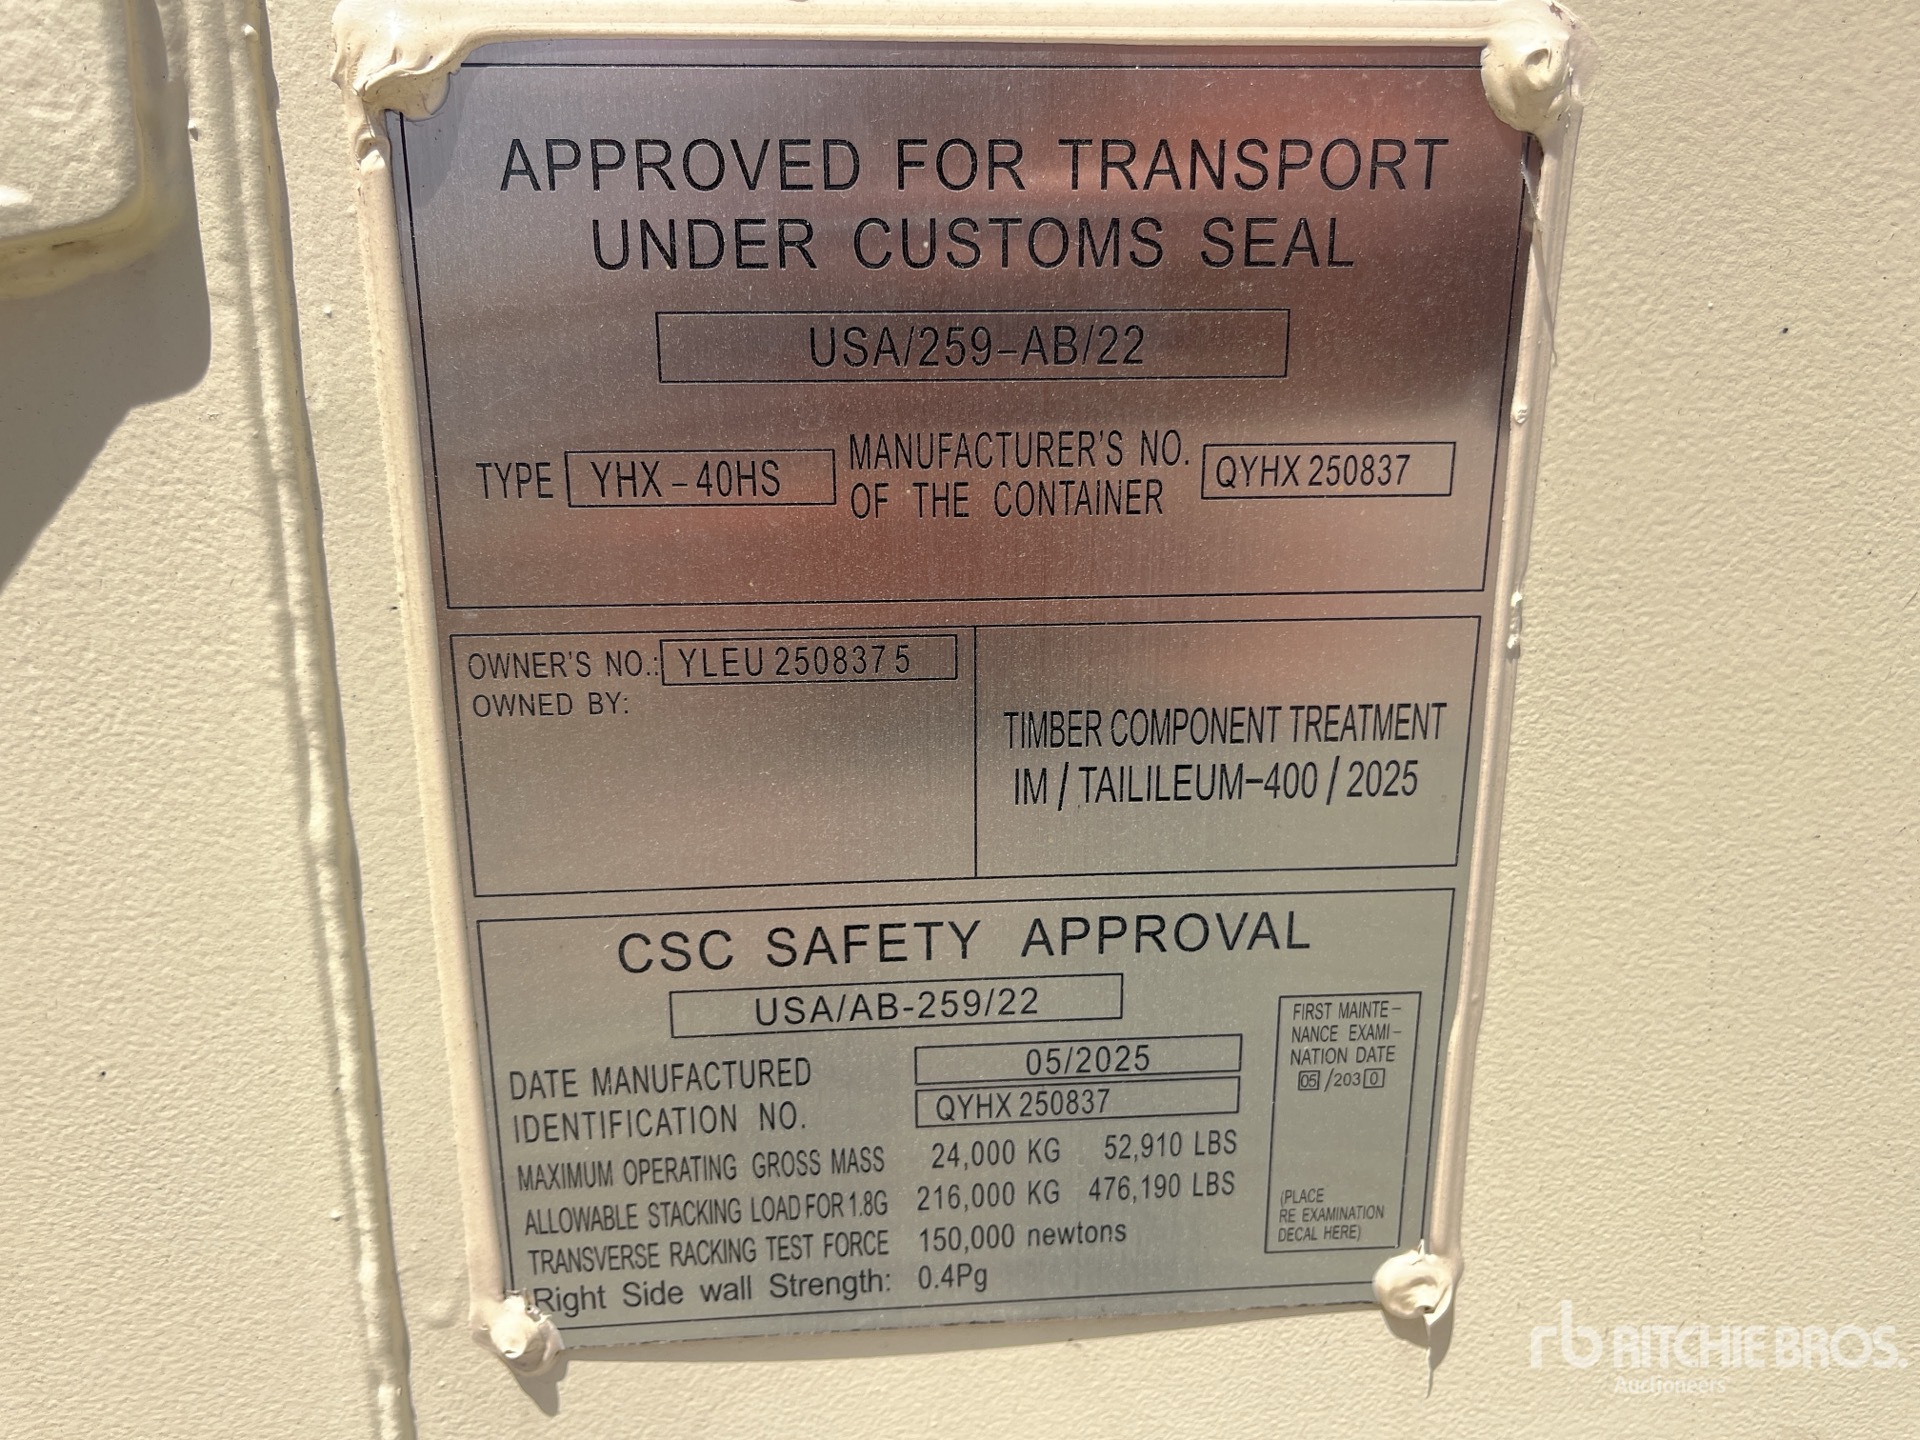 APPROVED FOR TRANSPORT
UNDER CUSTOMS SEAL
USA/259-AB/22
TYPE YHX - 40HS MANUFACTURER'S NO. OF THE CONTAINER QYHX 250837
OWNER'S NO.: YLEU 250837 5
OWNED BY:
TIMBER COMPONENT TREATMENT
IM / TAILILEUM-400 / 2025
CSC SAFETY APPROVAL
USA/AB-259/22
DATE MANUFACTURED 05/2025
IDENTIFICATION NO. QYHX 250837
MAXIMUM OPERATING GROSS MASS 24,000 KG 52,910 LBS
ALLOWABLE STACKING LOAD FOR 1.8G 216,000 KG 476,190 LBS
TRANSVERSE RACKING TEST FORCE 150,000 newtons
Right Side wall Strength: 0.4Pg
FIRST MAINTE-
NANCE EXAMI-
NATION DATE
05/2030
(PLACE
RE EXAMINATION
DECAL HERE)
rb RITCHIE BROS.
Auctioneers